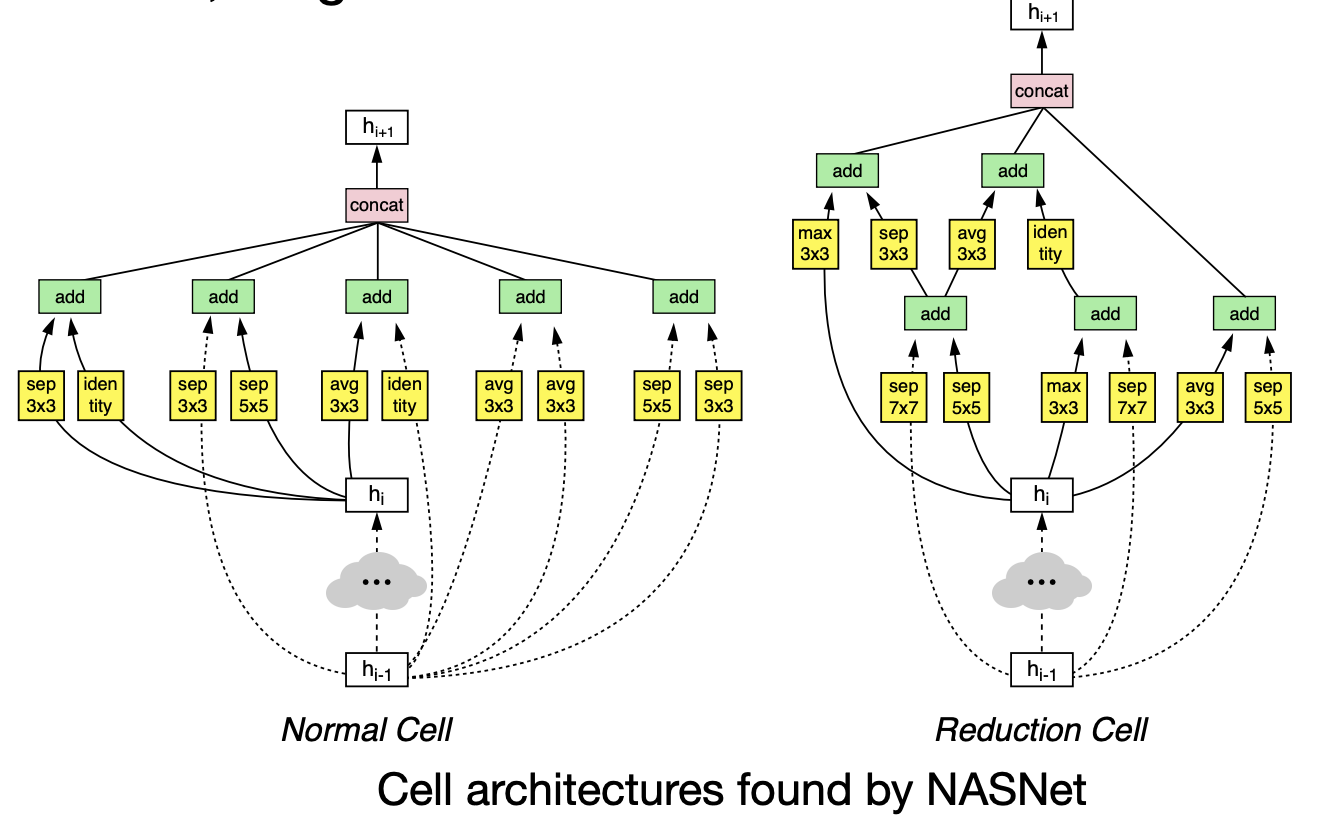 h_{i+1}
concat
add add add add add
sep 3x3 iden tity sep 3x3 sep 5x5 avg 3x3 iden tity avg 3x3 avg 3x3 sep 5x5 sep 3x3
h_i
...
h_{i-1}
Normal Cell
h_{i+1}
concat
add add
max 3x3 sep 3x3 avg 3x3 iden tity
add add add
sep 7x7 sep 5x5 max 3x3 sep 7x7 avg 3x3 sep 5x5
h_i
...
h_{i-1}
Reduction Cell
Cell architectures found by NASNet